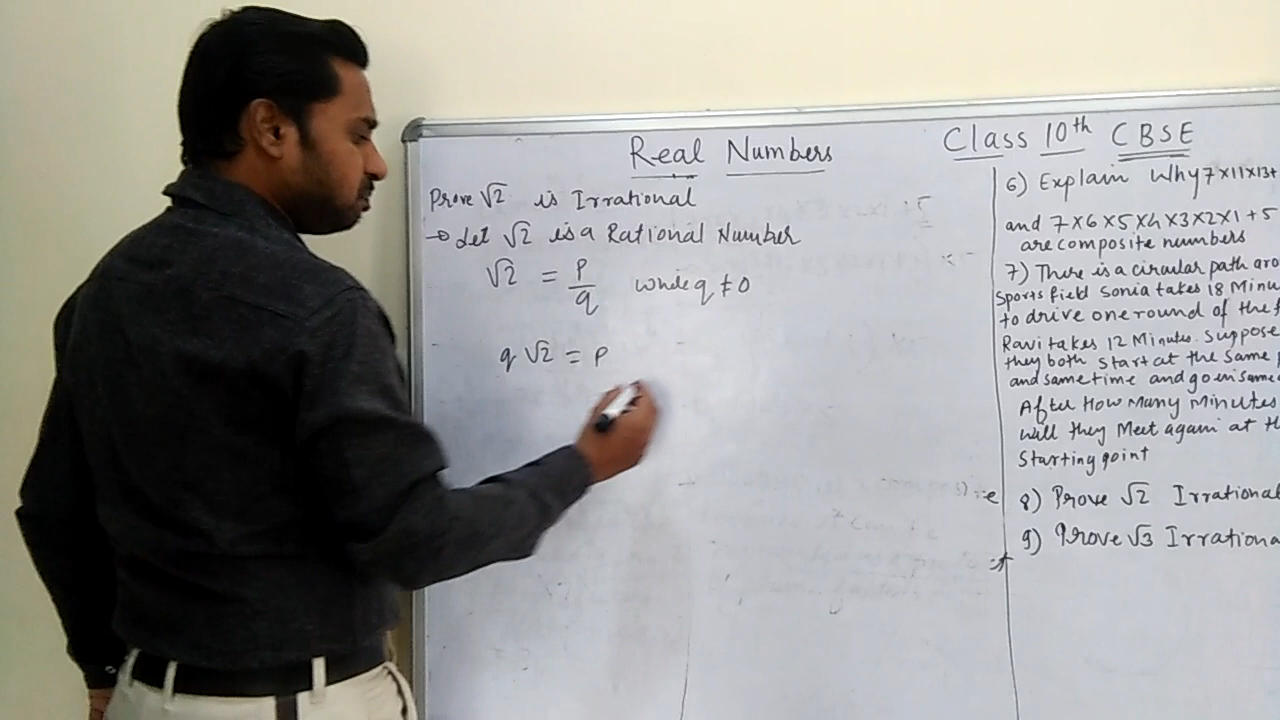 Real Numbers
Class 10th CBSE
Prove √2 is Irrational
→ Let √2 is a Rational Number
√2 = p/q while q ≠ 0
q √2 = p
6) Explain Why 7×11×13+
and 7×6×5×4×3×2×1+5
are composite numbers
7) There is a circular path aro
Sports field Sonia takes 18 Minu
to drive one round of the f
Ravi takes 12 Minutes. Suppose
they both start at the same p
and same time and go in same
After How Many Minutes
will they Meet again at th
Starting point
8) Prove √2 Irrational
9) Prove √3 Irrationa